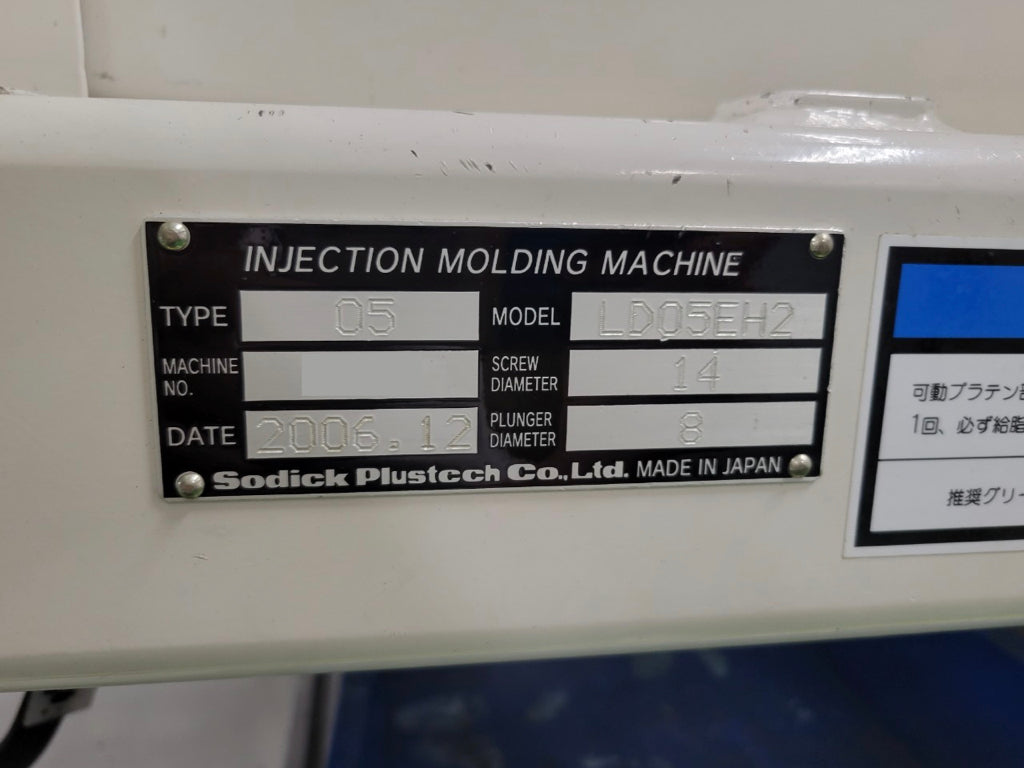 INJECTION MOLDING MACHINE
TYPE 05 MODEL LD05EH2
MACHINE NO. SCREW DIAMETER 14
DATE 2006.12 PLUNGER DIAMETER 8
Sodick Plustech Co.,Ltd. MADE IN JAPAN
可動プラテン
1回、必ず給脂
推奨グリー